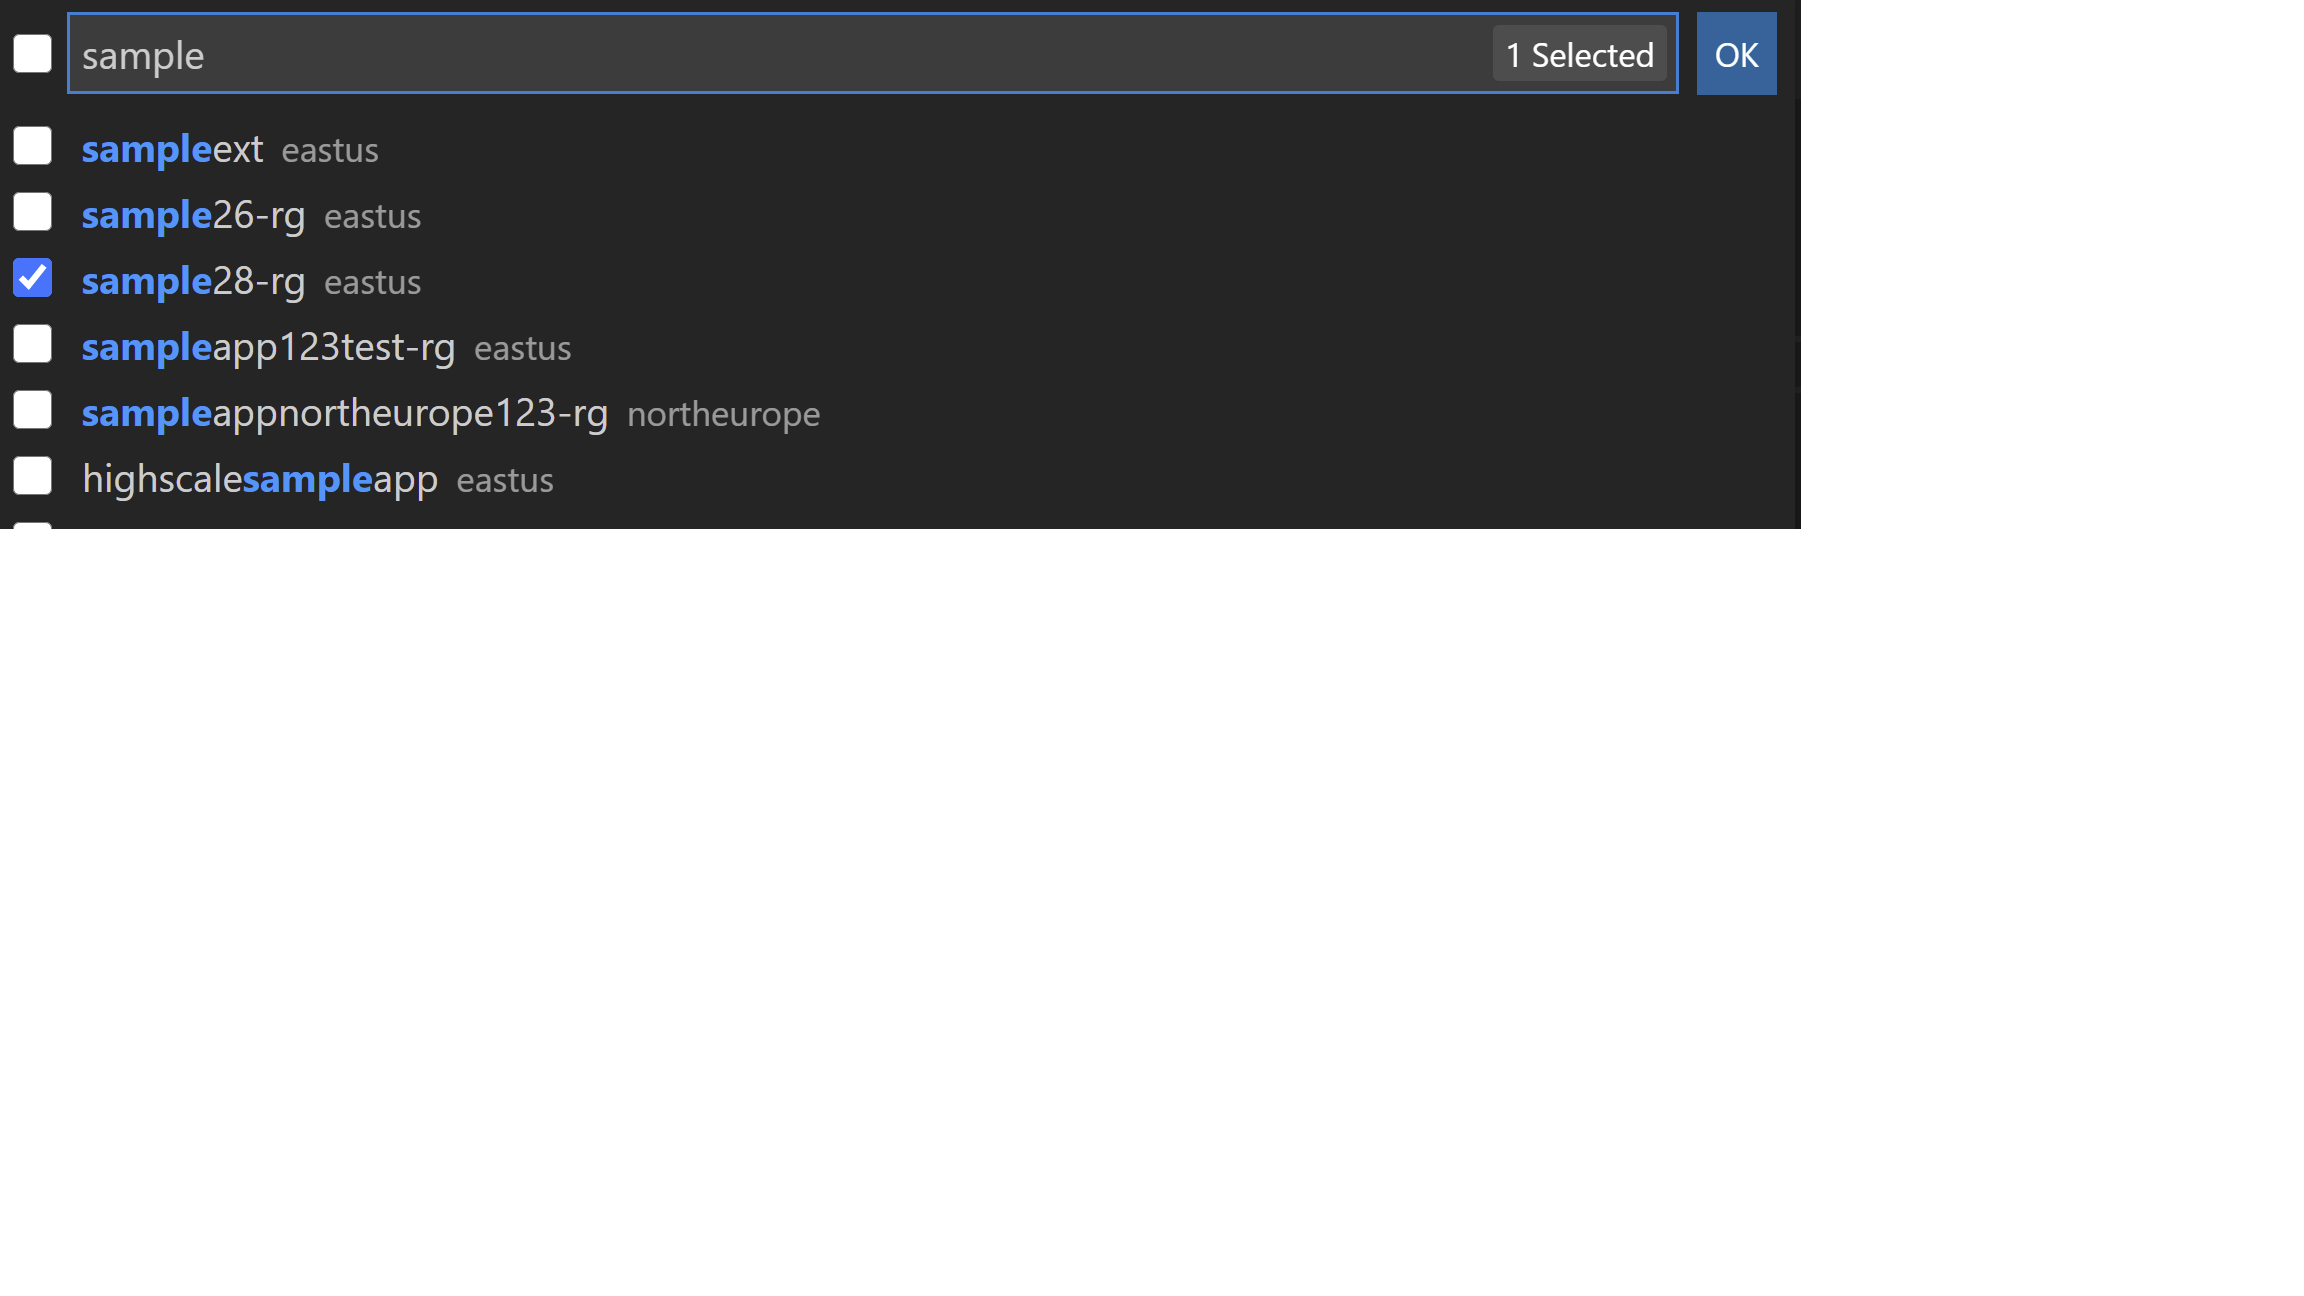 sample 1 Selected OK
sampleext eastus
sample26-rg eastus
sample28-rg eastus
sampleapp123test-rg eastus
sampleappnortheurope123-rg northeurope
highscalesampleapp eastus